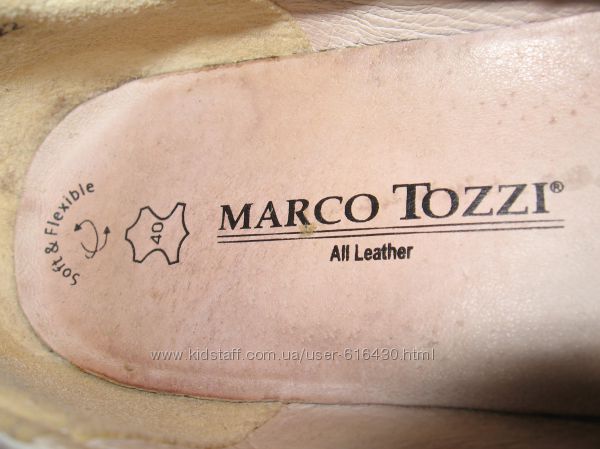 Soft & Flexible
40
MARCO TOZZI®
All Leather
www.kidstaff.com.ua/user-616430.html